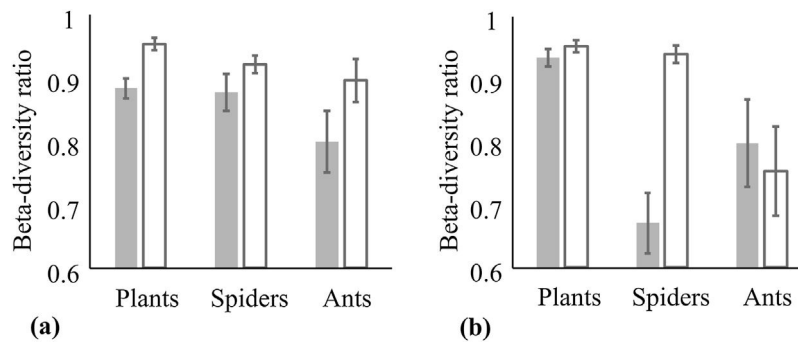 Beta-diversity ratio
1
0.9
0.8
0.7
0.6
Plants Spiders Ants
(a)
Beta-diversity ratio
1
0.9
0.8
0.7
0.6
Plants Spiders Ants
(b)